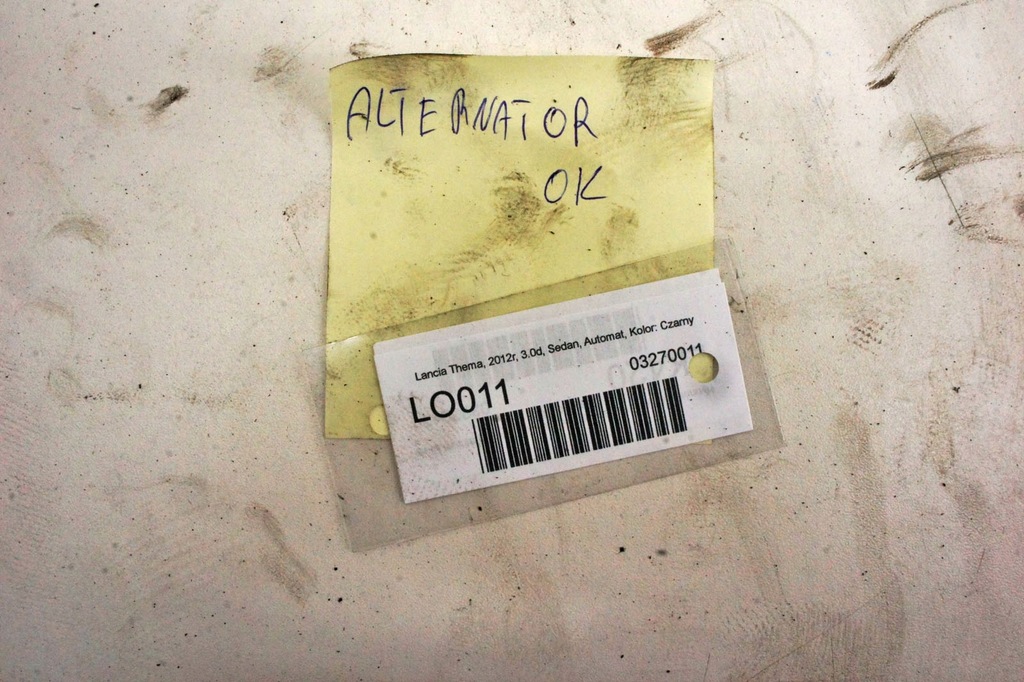 ALTERNATOR
OK
Lancia Thema, 2012r, 3.0d, Sedan, Automat, Kolor: Czarny
03270011
LO011